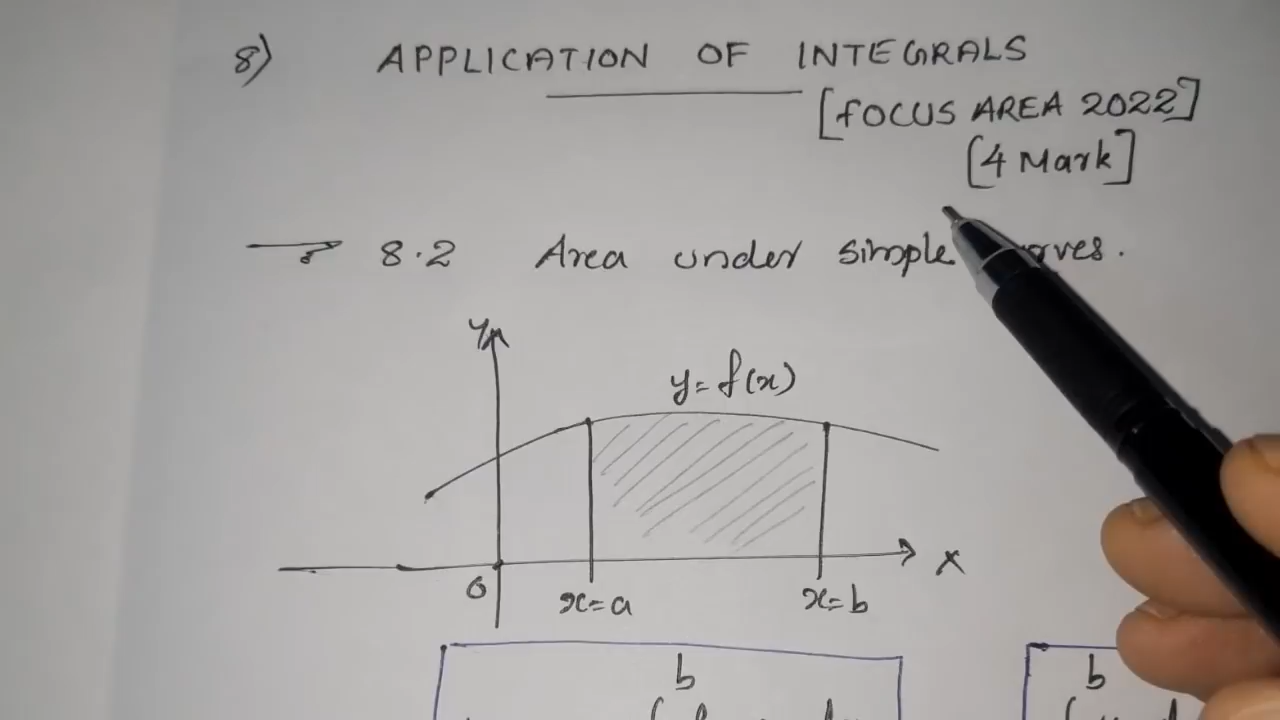 8) APPLICATION OF INTEGRALS
[FOCUS AREA 2022]
[4 Mark]
8.2 Area under simple
Y
y=f(x)
O
X
x=a
x=b
b
b